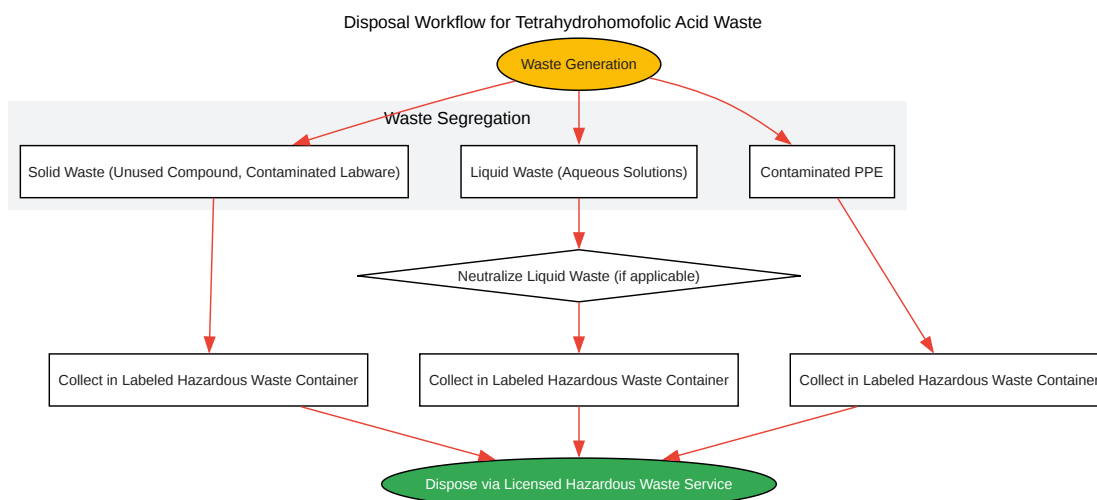 Disposal Workflow for Tetrahydrohomofolic Acid Waste
Waste Generation
Waste Segregation
Solid Waste (Unused Compound, Contaminated Labware)
Liquid Waste (Aqueous Solutions)
Contaminated PPE
Neutralize Liquid Waste (if applicable)
Collect in Labeled Hazardous Waste Container
Collect in Labeled Hazardous Waste Container
Collect in Labeled Hazardous Waste Container
Dispose via Licensed Hazardous Waste Service